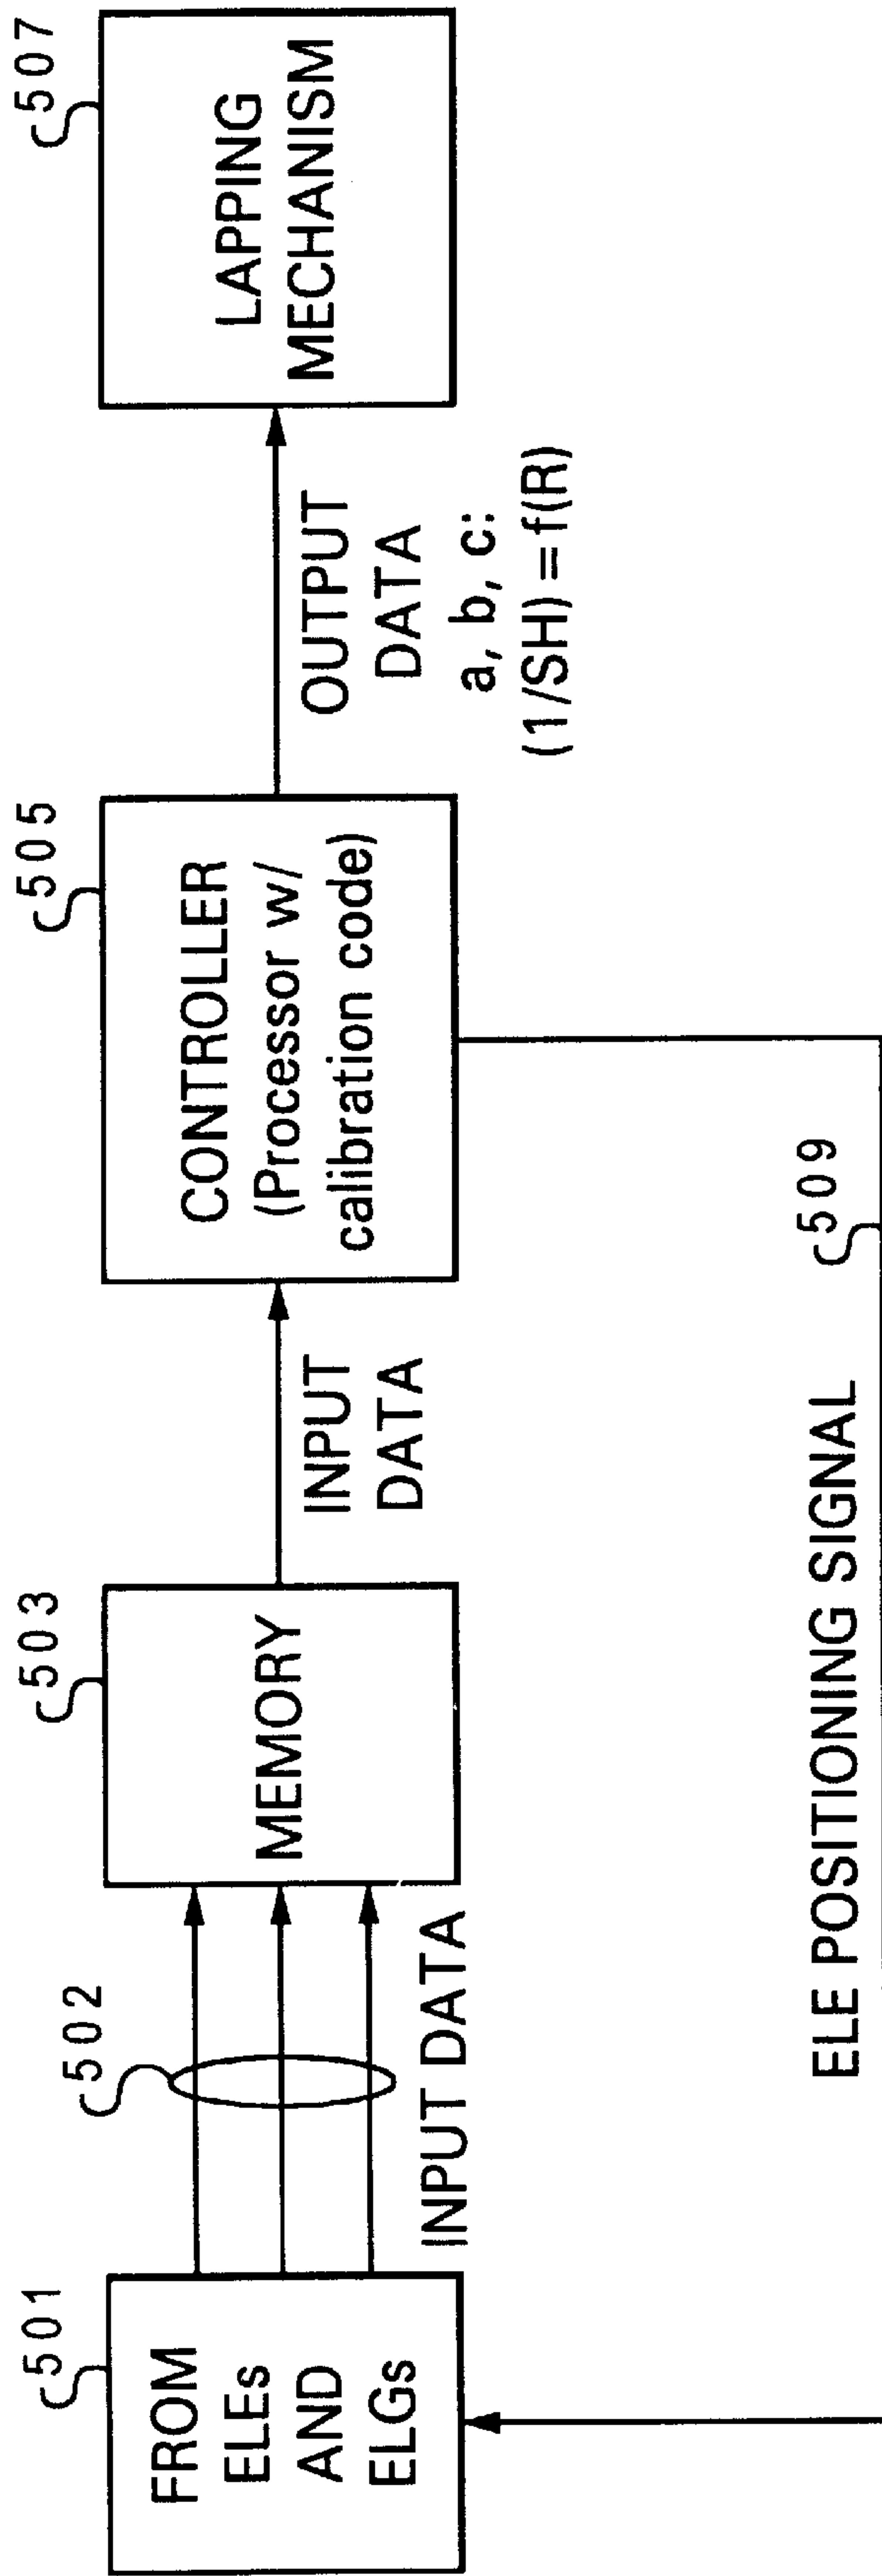 501
FROM
ELEs
AND
ELGs
502
INPUT DATA
503
MEMORY
INPUT
DATA
505
CONTROLLER
(Processor w/
calibration code)
OUTPUT
DATA
a, b, c:
(1/SH) = f(R)
507
LAPPING
MECHANISM
ELE POSITIONING SIGNAL
509